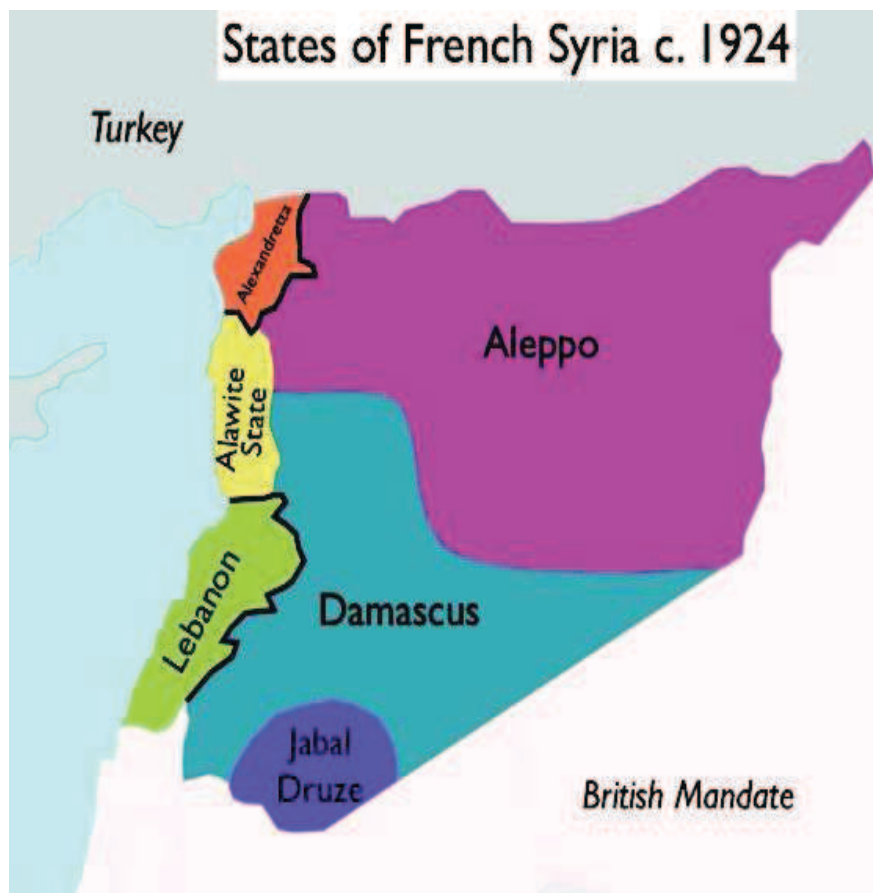 States of French Syria c. 1924
Turkey
Alexandretta
Aleppo
Alawite
State
Lebanon
Damascus
Jabal
Druze
British Mandate